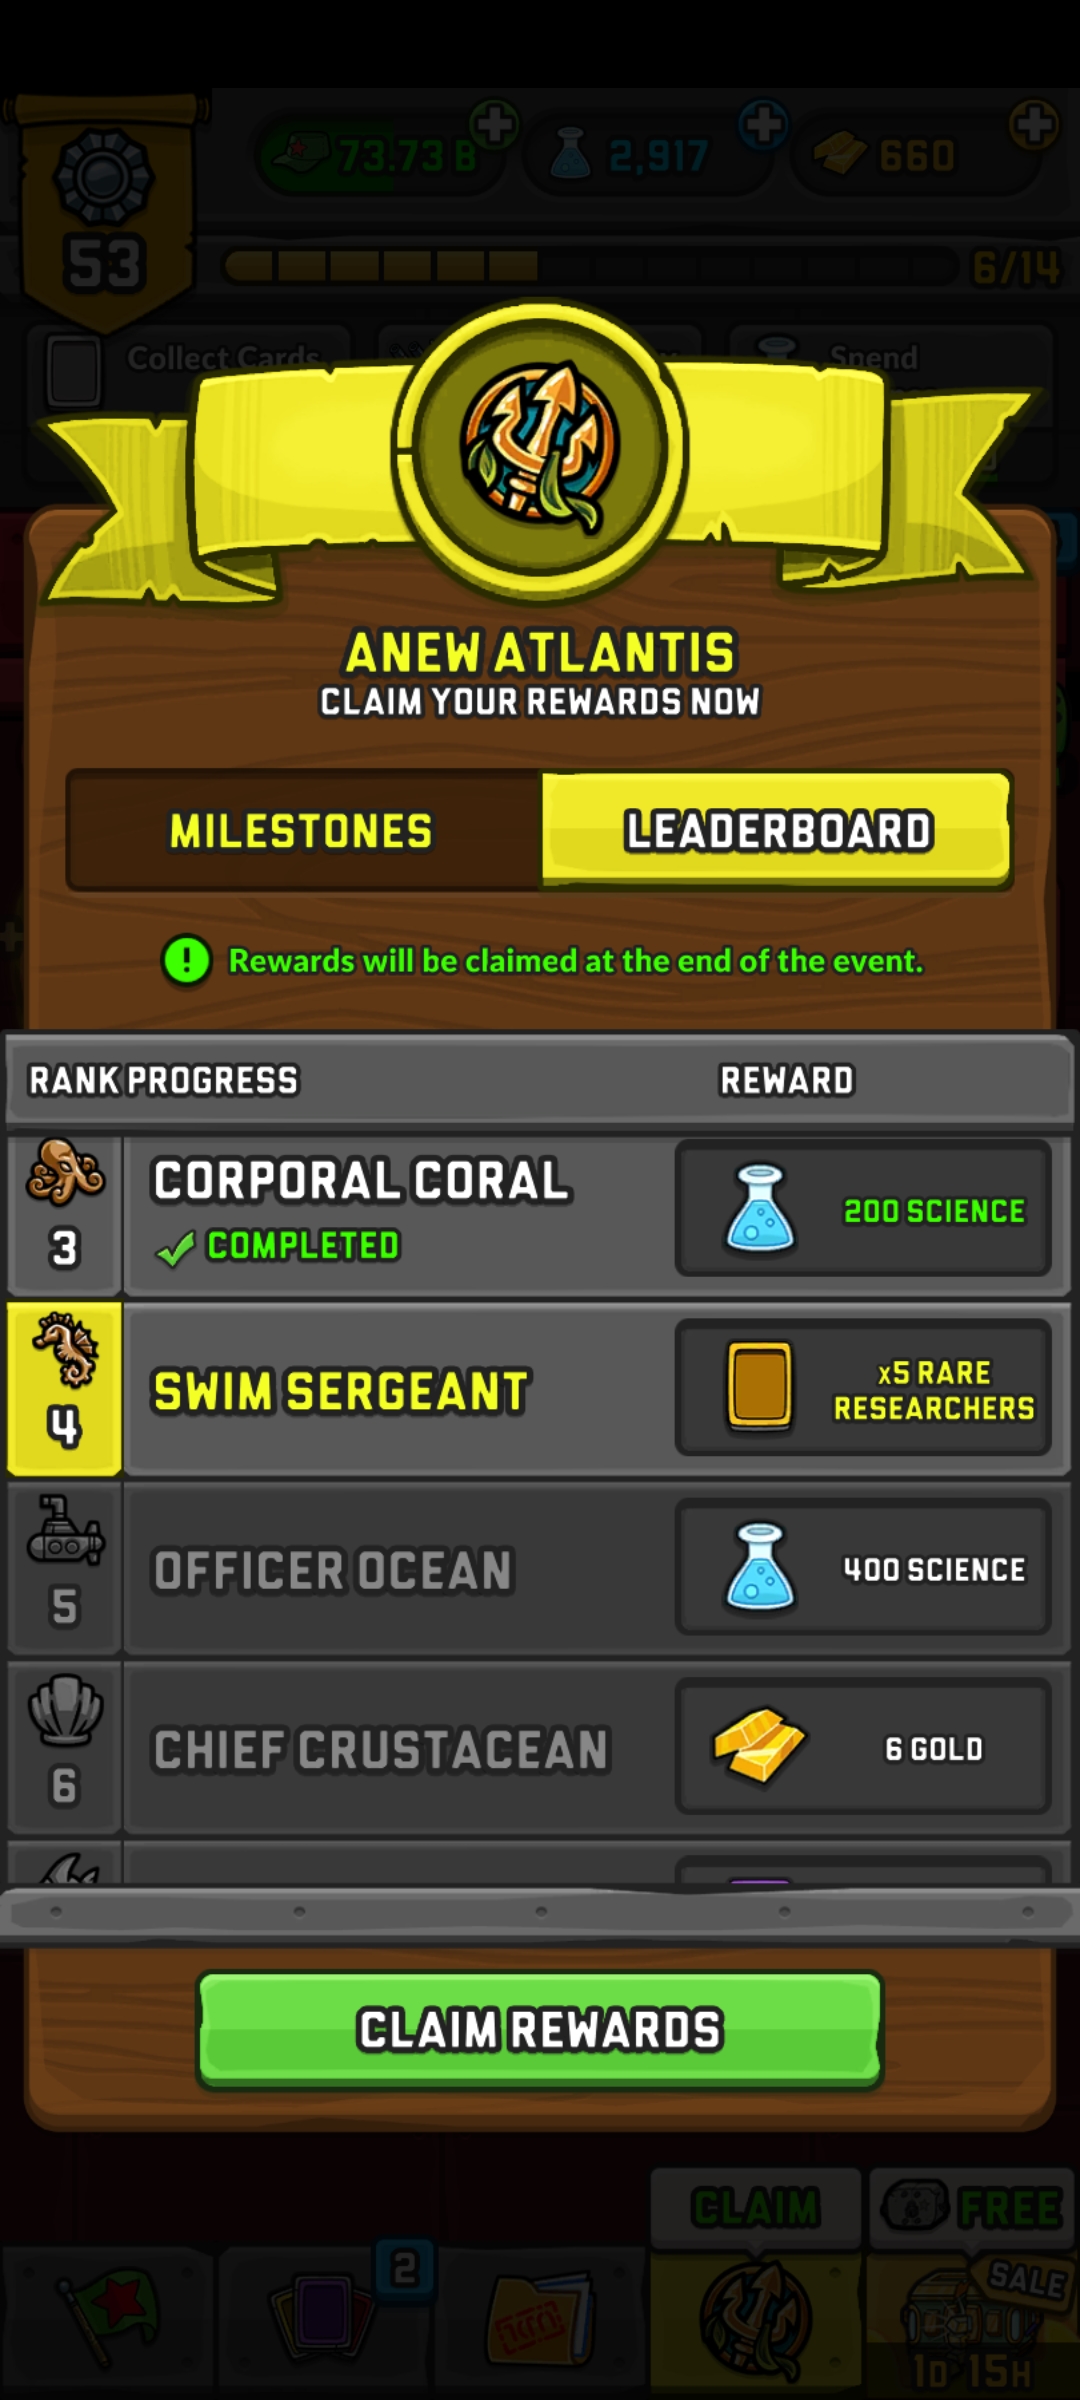 73.73 B
2,917
660
53
6/14
Collect Cards
Spend
ANEW ATLANTIS
CLAIM YOUR REWARDS NOW
MILESTONES
LEADERBOARD
! Rewards will be claimed at the end of the event.
RANK PROGRESS
REWARD
3
CORPORAL CORAL
COMPLETED
200 SCIENCE
4
SWIM SERGEANT
x5 RARE
RESEARCHERS
5
OFFICER OCEAN
400 SCIENCE
6
CHIEF CRUSTACEAN
6 GOLD
CLAIM REWARDS
CLAIM
FREE
2
SALE
1D 15H